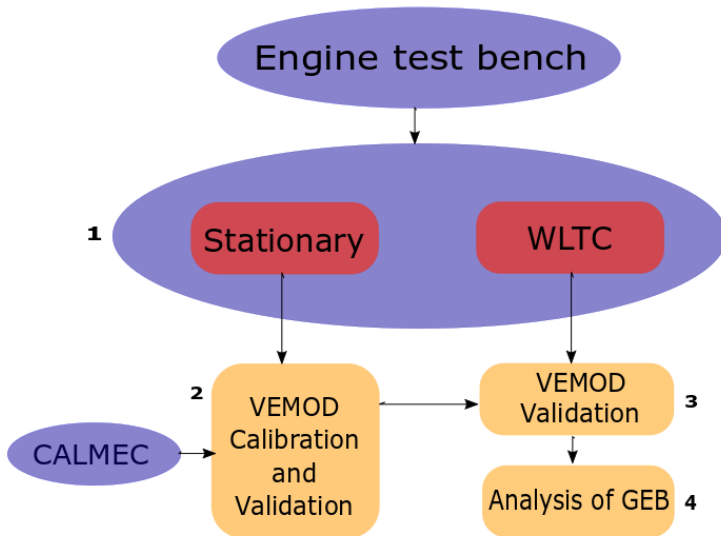 Engine test bench
1
Stationary
WLTC
2
VEMOD
Calibration
and
Validation
VEMOD
Validation
3
CALMEC
Analysis of GEB
4